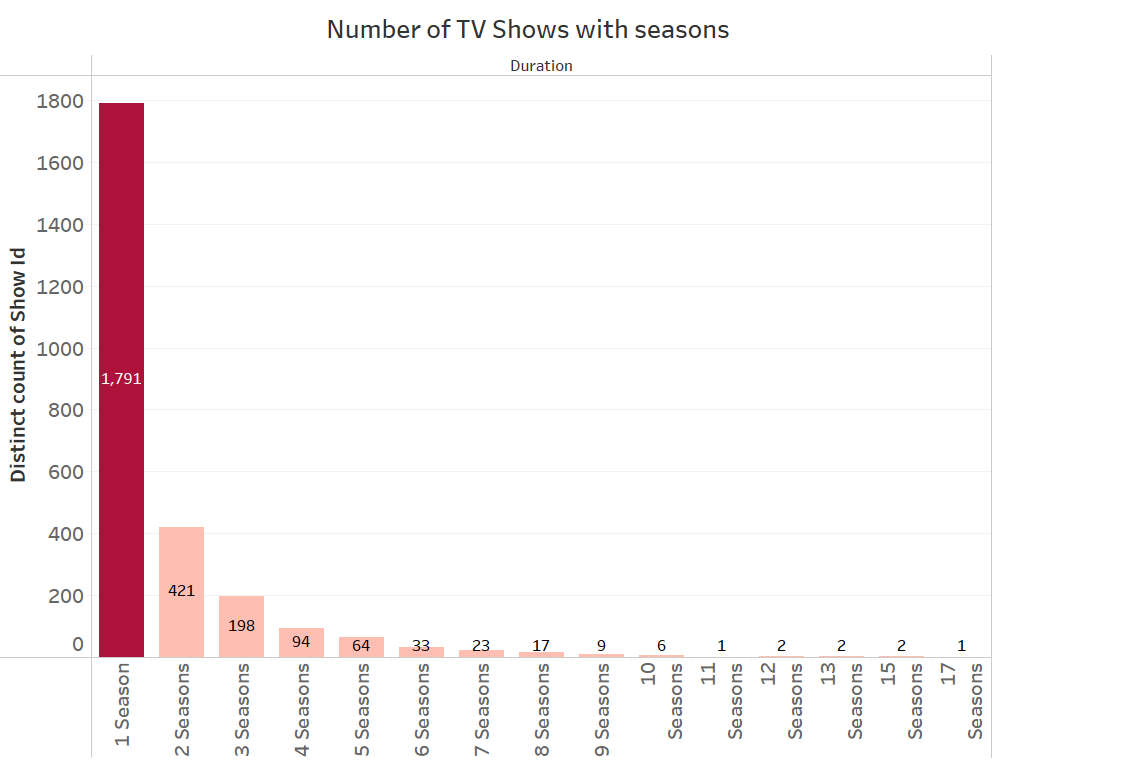 Number of TV Shows with seasons
Duration
Distinct count of Show Id
1800
1600
1400
1200
1000
800
600
400
200
0
1,791
421
198
94
64
33
23
17
9
6
1
2
2
2
1
1 Season
2 Seasons
3 Seasons
4 Seasons
5 Seasons
6 Seasons
7 Seasons
8 Seasons
9 Seasons
10
Seasons
11
Seasons
12
Seasons
13
Seasons
15
Seasons
17
Seasons